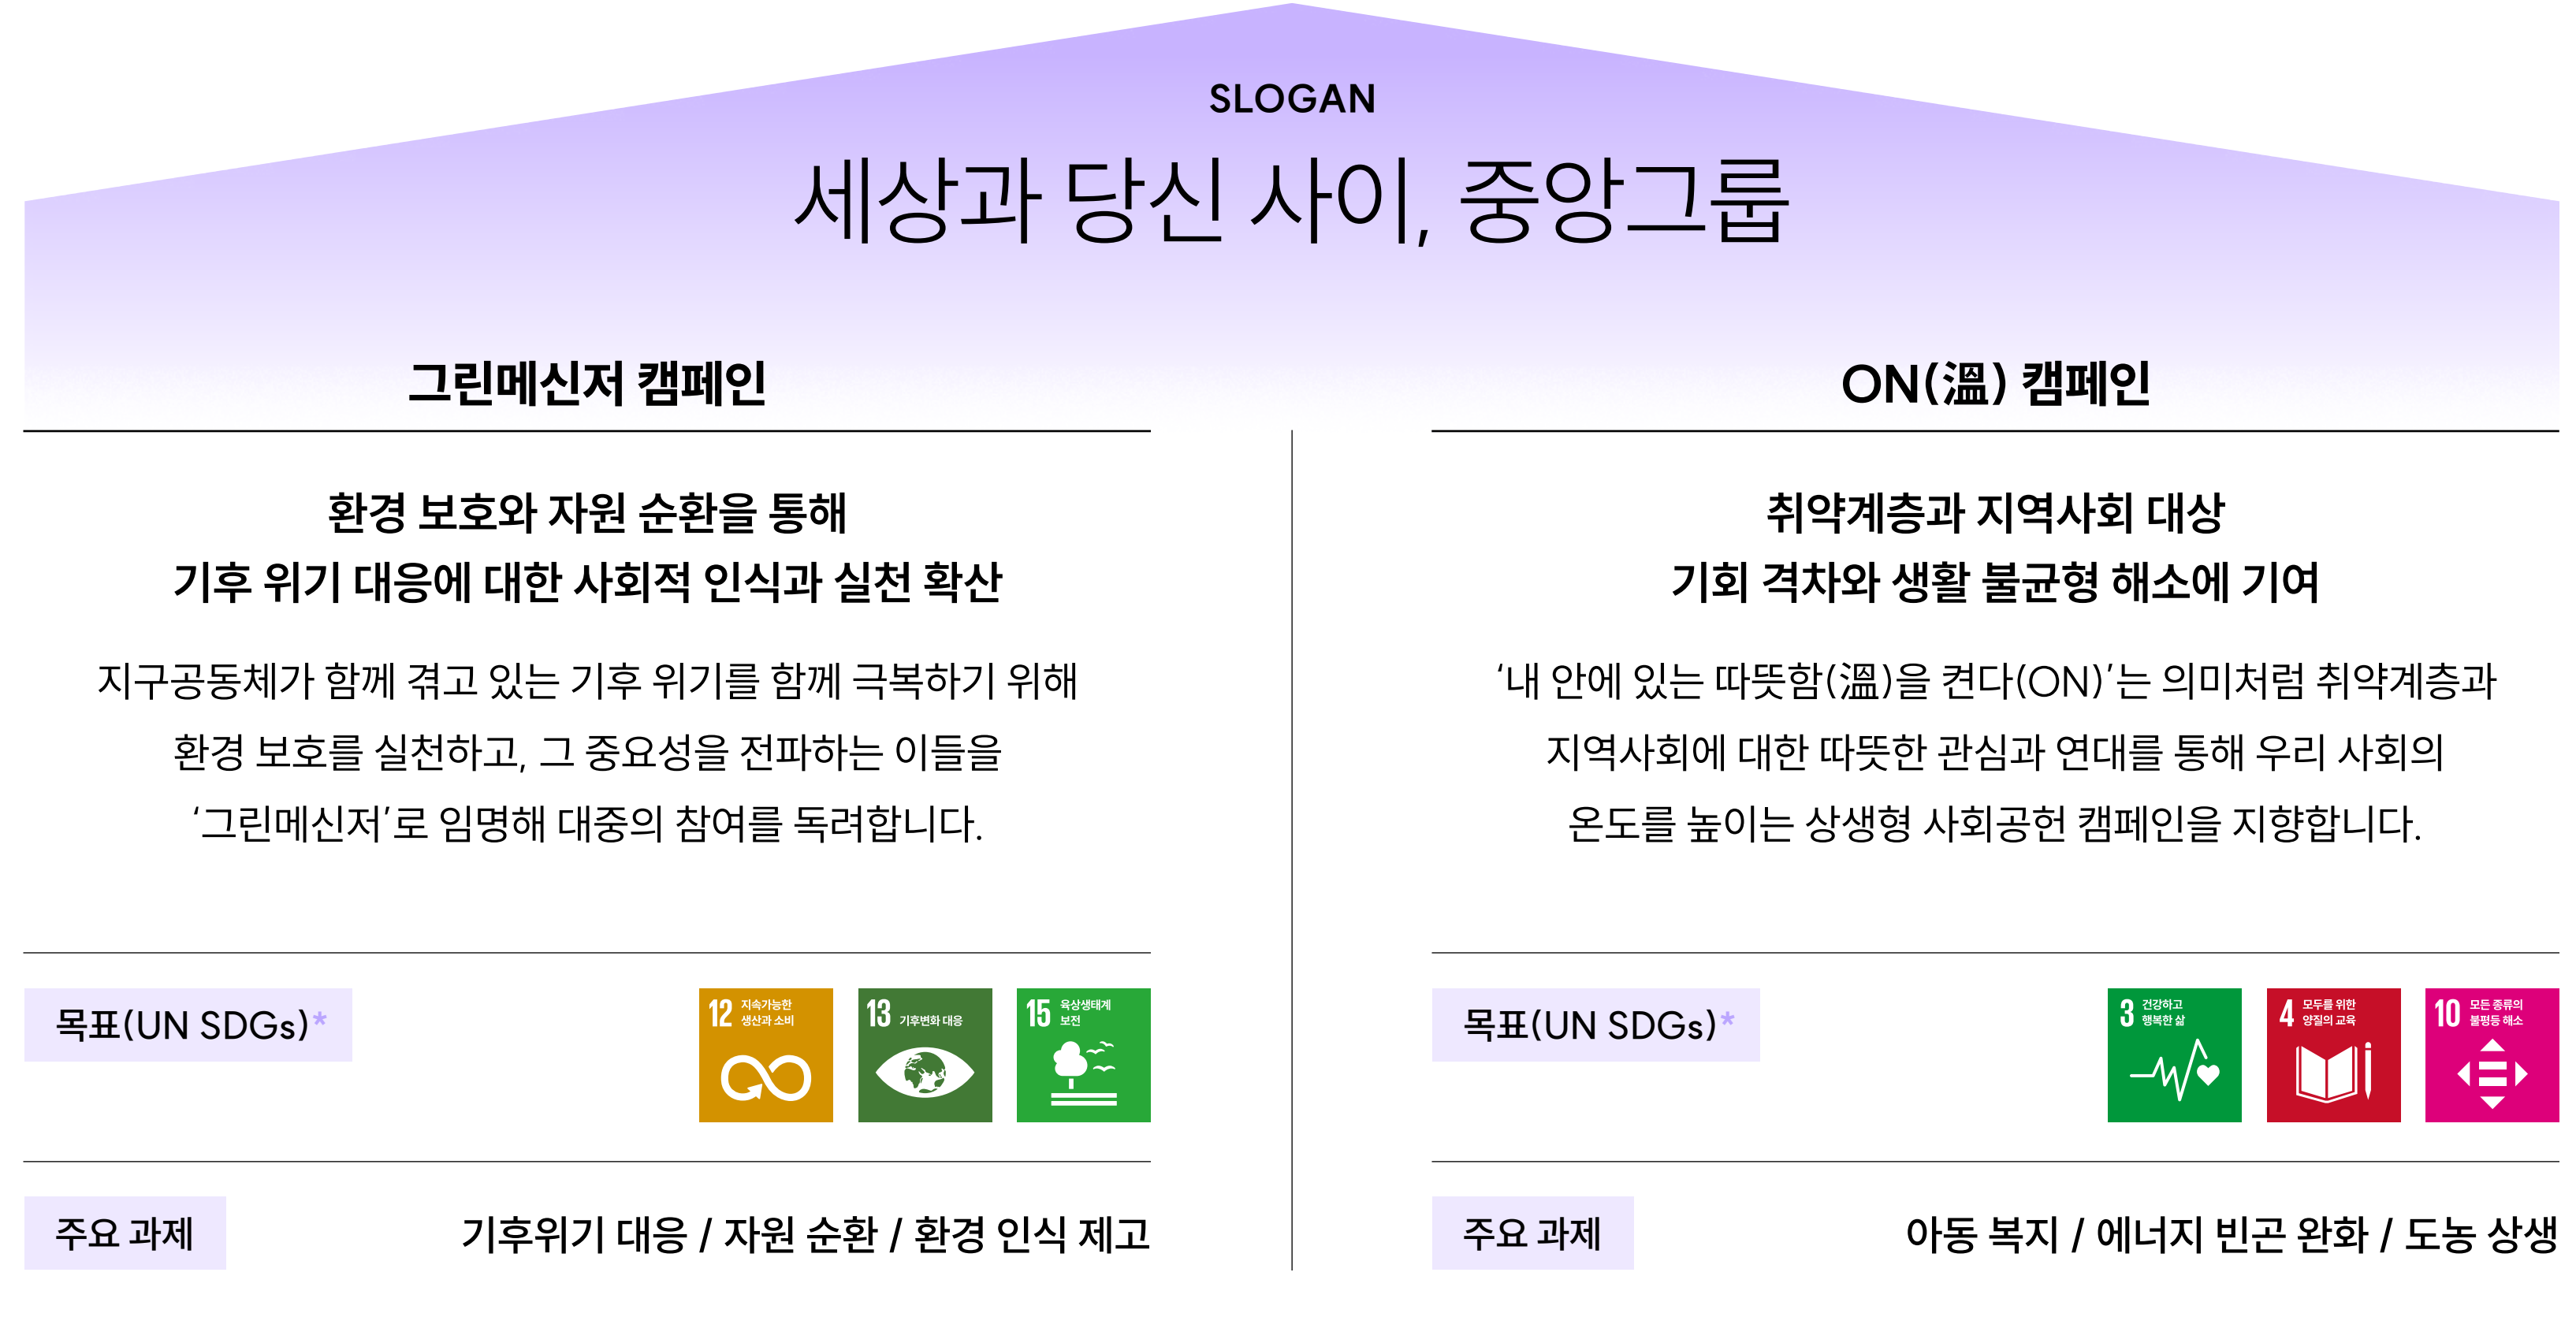 SLOGAN
세상과 당신 사이, 중앙그룹
그린메신저 캠페인
환경 보호와 자원 순환을 통해
기후 위기 대응에 대한 사회적 인식과 실천 확산
지구공동체가 함께 겪고 있는 기후 위기를 함께 극복하기 위해
환경 보호를 실천하고, 그 중요성을 전파하는 이들을
‘그린메신저’로 임명해 대중의 참여를 독려합니다.
목표(UN SDGs)*
12 지속가능한
생산과 소비
13 기후변화 대응
15 육상생태계
보전
주요 과제
기후위기 대응 / 자원 순환 / 환경 인식 제고
ON(溫) 캠페인
취약계층과 지역사회 대상
기회 격차와 생활 불균형 해소에 기여
‘내 안에 있는 따뜻함(溫)을 켠다(ON)’는 의미처럼 취약계층과
지역사회에 대한 따뜻한 관심과 연대를 통해 우리 사회의
온도를 높이는 상생형 사회공헌 캠페인을 지향합니다.
목표(UN SDGs)*
3 건강하고
행복한 삶
4 모두를 위한
양질의 교육
10 모든 종류의
불평등 해소
주요 과제
아동 복지 / 에너지 빈곤 완화 / 도농 상생